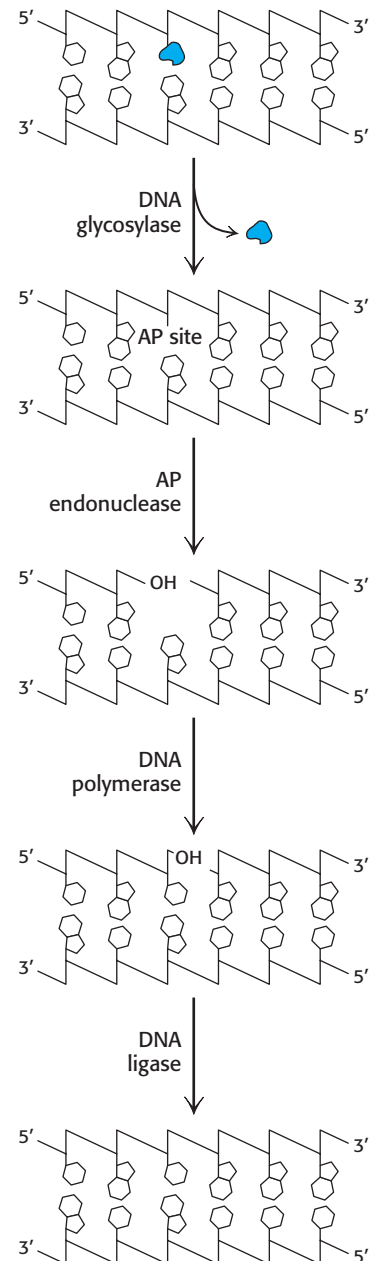 5′ 3′
3′ 5′
DNA
glycosylase
5′ 3′
AP site
3′ 5′
AP
endonuclease
5′ OH 3′
3′ 5′
DNA
polymerase
5′ OH 3′
3′ 5′
DNA
ligase
5′ 3′
3′ 5′